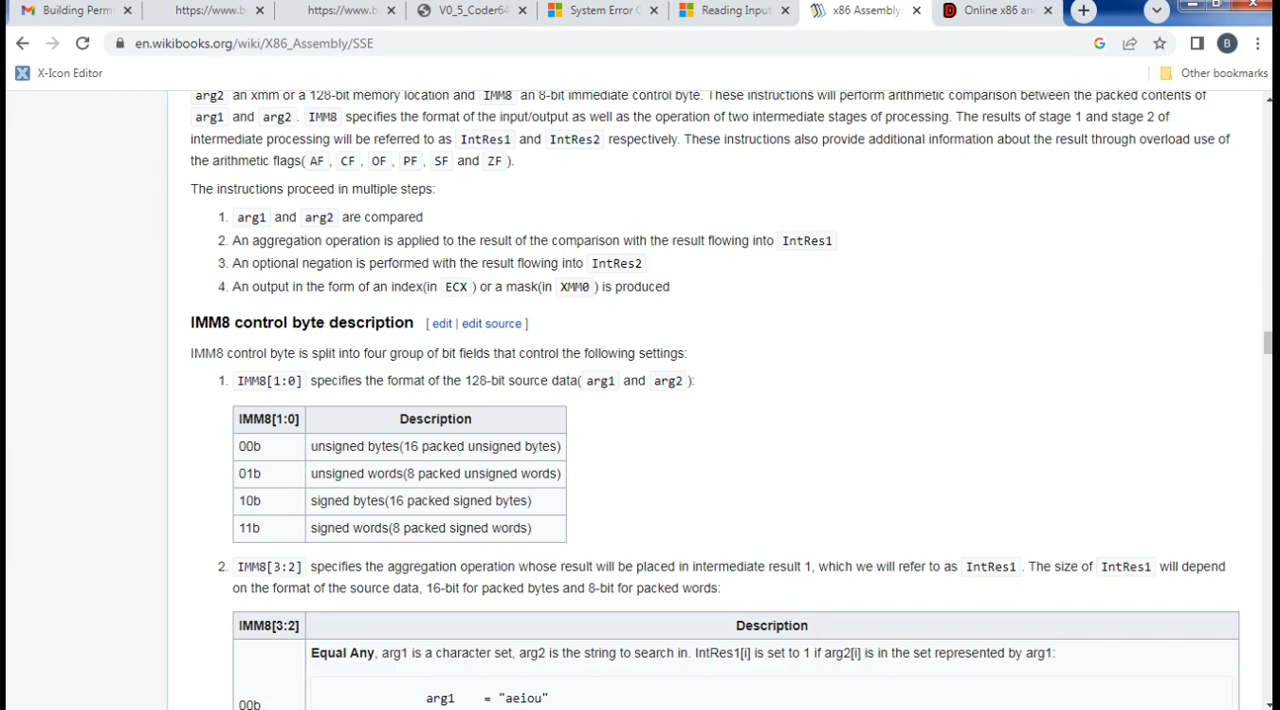 Building Perm
https://www.b
https://www.b
V0_5_Coder64
System Error C
Reading Input
x86 Assembly
Online x86 an
en.wikibooks.org/wiki/X86_Assembly/SSE
B
X-Icon Editor
Other bookmarks
arg2 an xmm or a 128-bit memory location and IMM8 an 8-bit immediate control byte. These instructions will perform arithmetic comparison between the packed contents of
arg1 and arg2 . IMM8 specifies the format of the input/output as well as the operation of two intermediate stages of processing. The results of stage 1 and stage 2 of
intermediate processing will be referred to as IntRes1 and IntRes2 respectively. These instructions also provide additional information about the result through overload use of
the arithmetic flags( AF , CF , OF , PF , SF and ZF ).
The instructions proceed in multiple steps:
1. arg1 and arg2 are compared
2. An aggregation operation is applied to the result of the comparison with the result flowing into IntRes1
3. An optional negation is performed with the result flowing into IntRes2
4. An output in the form of an index(in ECX ) or a mask(in XMM0 ) is produced
IMM8 control byte description [ edit | edit source ]
IMM8 control byte is split into four group of bit fields that control the following settings:
1. IMM8[1:0] specifies the format of the 128-bit source data( arg1 and arg2 ):
IMM8[1:0] Description
00b unsigned bytes(16 packed unsigned bytes)
01b unsigned words(8 packed unsigned words)
10b signed bytes(16 packed signed bytes)
11b signed words(8 packed signed words)
2. IMM8[3:2] specifies the aggregation operation whose result will be placed in intermediate result 1, which we will refer to as IntRes1 . The size of IntRes1 will depend
on the format of the source data, 16-bit for packed bytes and 8-bit for packed words:
IMM8[3:2] Description
Equal Any, arg1 is a character set, arg2 is the string to search in. IntRes1[i] is set to 1 if arg2[i] is in the set represented by arg1:
arg1 = "aeiou"
00b